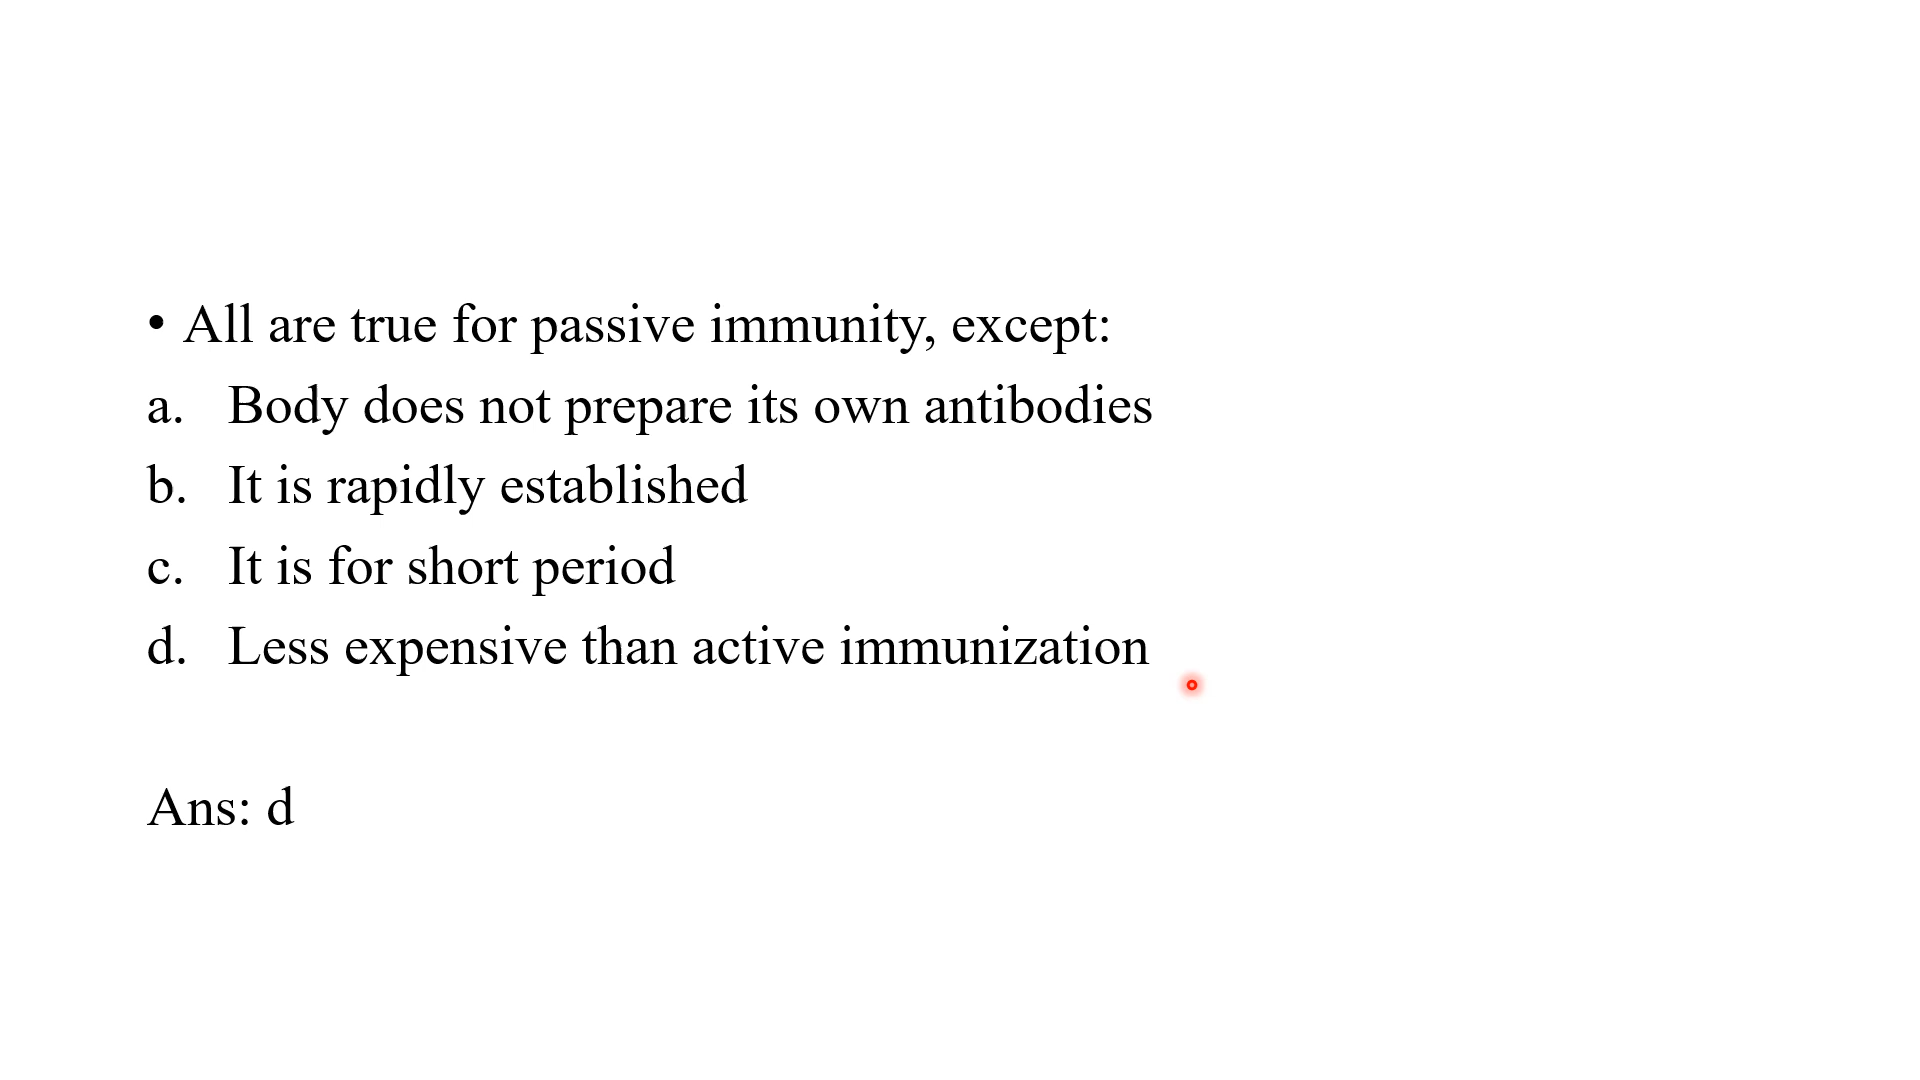 • All are true for passive immunity, except:
a. Body does not prepare its own antibodies
b. It is rapidly established
c. It is for short period
d. Less expensive than active immunization
Ans: d